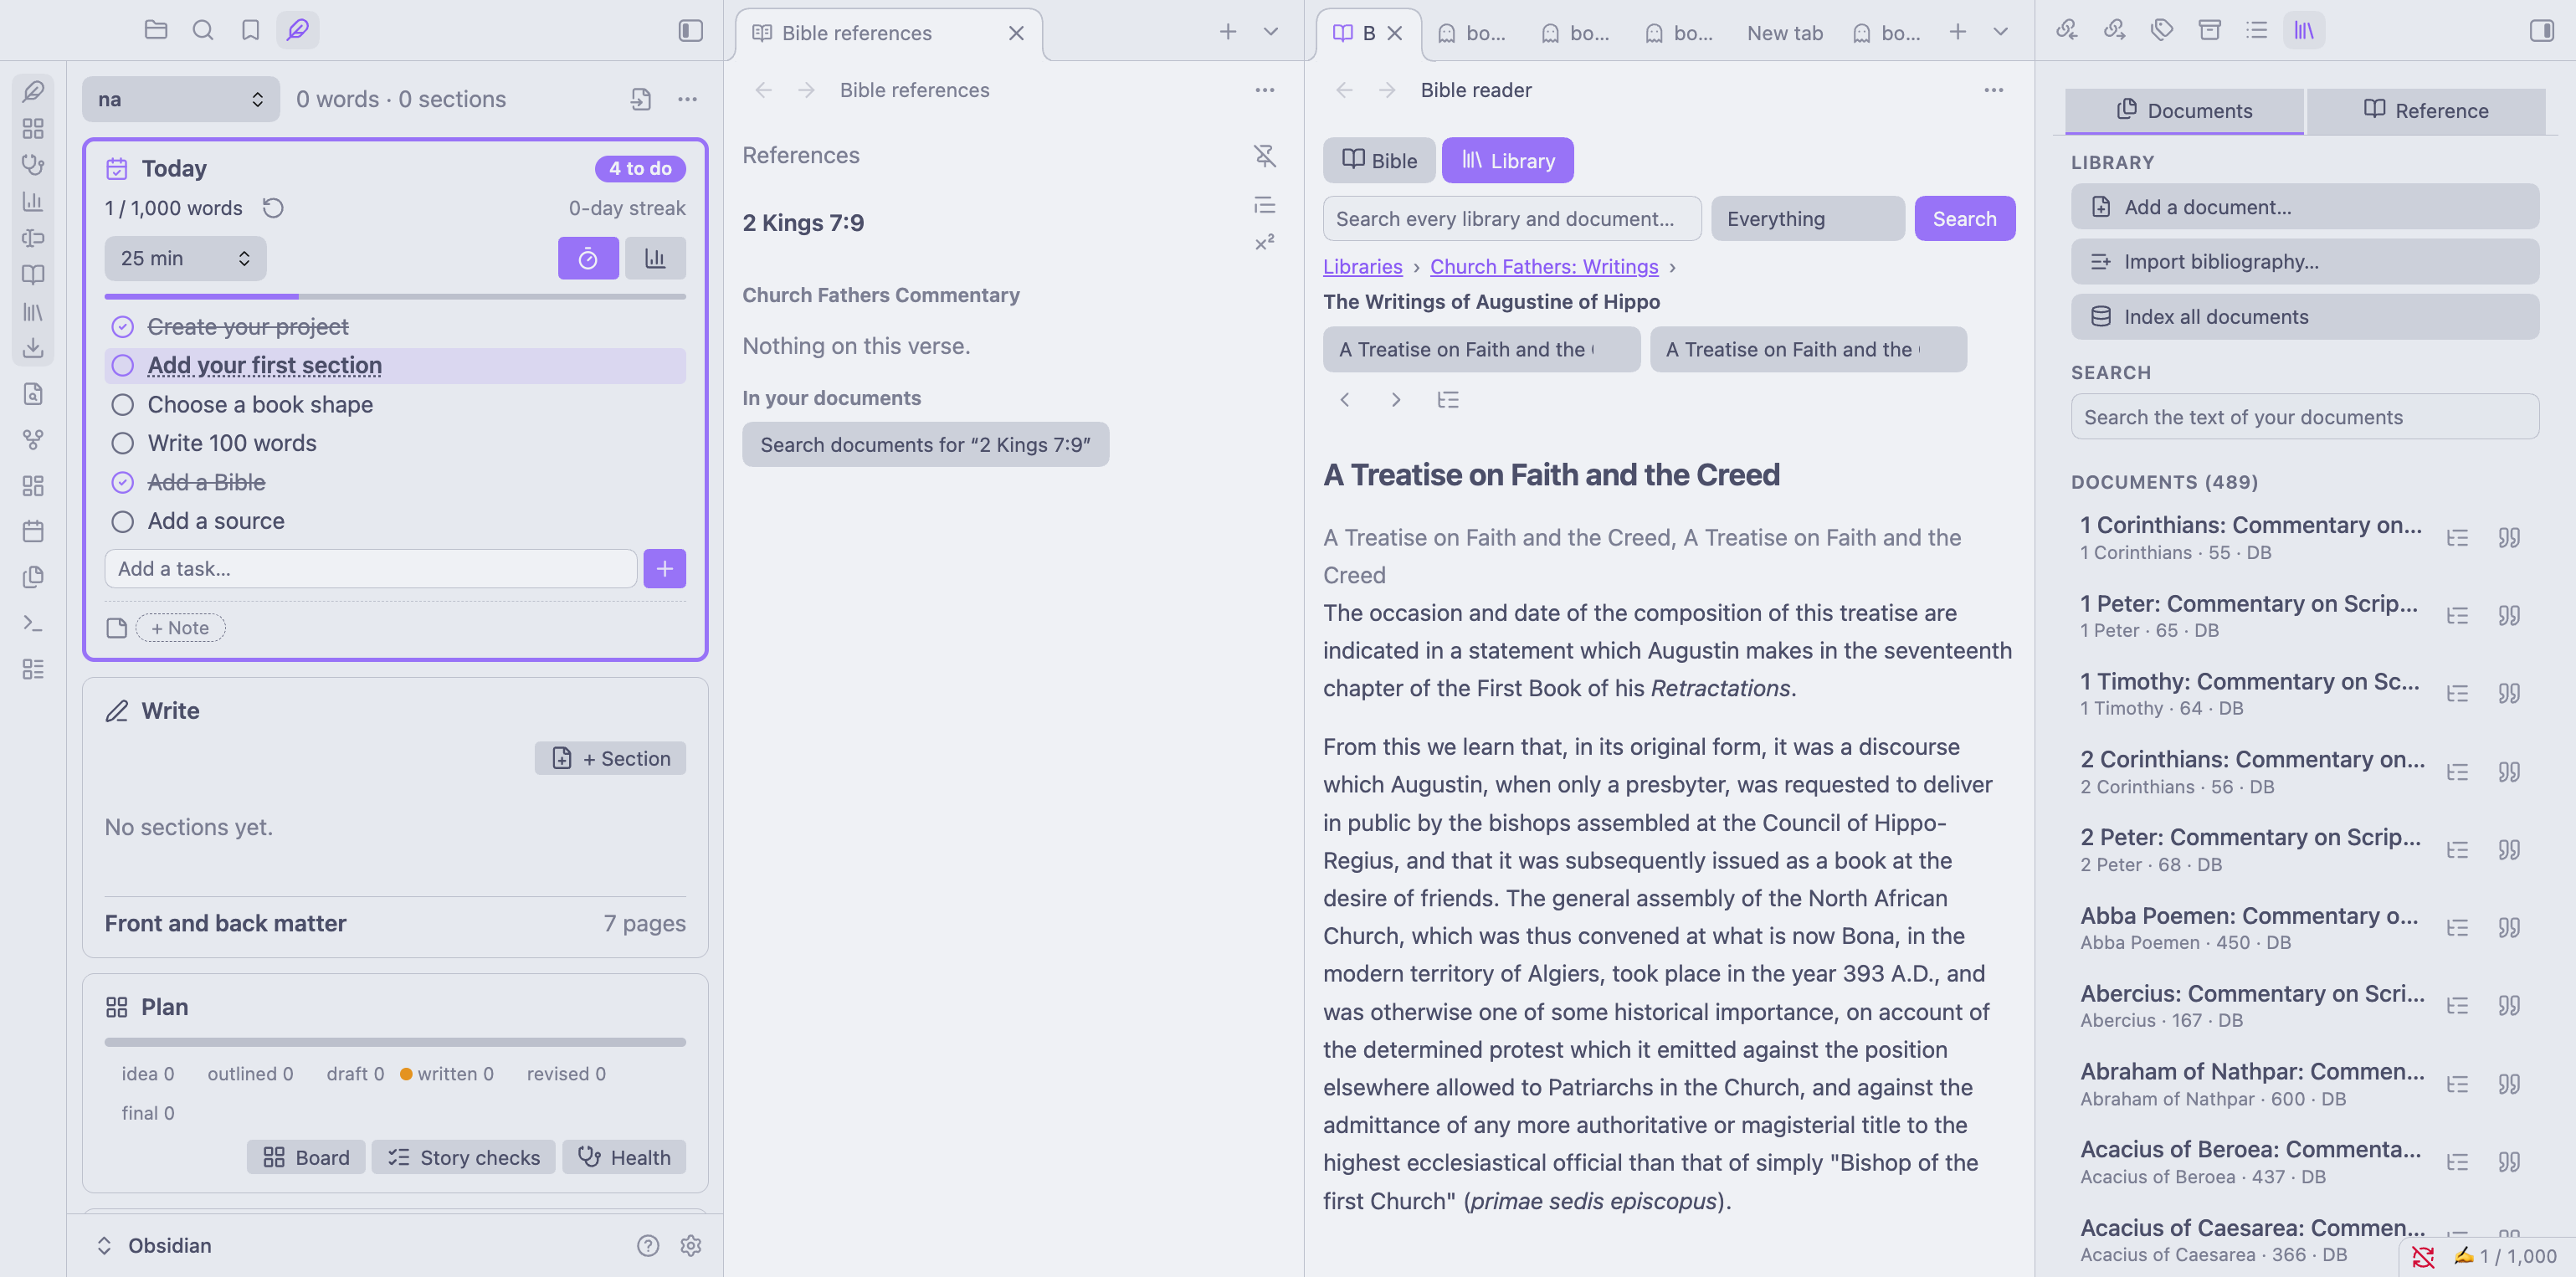 Bible references
B
bo...
bo...
bo...
New tab
bo...
na
0 words · 0 sections
Today
4 to do
1 / 1,000 words
0-day streak
25 min
Create your project
Add your first section
Choose a book shape
Write 100 words
Add a Bible
Add a source
Add a task...
+ Note
Write
+ Section
No sections yet.
Front and back matter
7 pages
Plan
idea 0
outlined 0
draft 0
written 0
revised 0
final 0
Board
Story checks
Health
Obsidian
Bible references
References
2 Kings 7:9
x²
Church Fathers Commentary
Nothing on this verse.
In your documents
Search documents for “2 Kings 7:9”
Bible reader
Bible
Library
Search every library and document...
Everything
Search
Libraries › Church Fathers: Writings ›
The Writings of Augustine of Hippo
A Treatise on Faith and the
A Treatise on Faith and the
A Treatise on Faith and the Creed
A Treatise on Faith and the Creed, A Treatise on Faith and the
Creed
The occasion and date of the composition of this treatise are
indicated in a statement which Augustin makes in the seventeenth
chapter of the First Book of his Retractations.
From this we learn that, in its original form, it was a discourse
which Augustin, when only a presbyter, was requested to deliver
in public by the bishops assembled at the Council of Hippo-
Regius, and that it was subsequently issued as a book at the
desire of friends. The general assembly of the North African
Church, which was thus convened at what is now Bona, in the
modern territory of Algiers, took place in the year 393 A.D., and
was otherwise one of some historical importance, on account of
the determined protest which it emitted against the position
elsewhere allowed to Patriarchs in the Church, and against the
admittance of any more authoritative or magisterial title to the
highest ecclesiastical official than that of simply "Bishop of the
first Church" (primae sedis episcopus).
Documents
Reference
LIBRARY
Add a document...
Import bibliography...
Index all documents
SEARCH
Search the text of your documents
DOCUMENTS (489)
1 Corinthians: Commentary on...
1 Corinthians · 55 · DB
1 Peter: Commentary on Scrip...
1 Peter · 65 · DB
1 Timothy: Commentary on Sc...
1 Timothy · 64 · DB
2 Corinthians: Commentary on...
2 Corinthians · 56 · DB
2 Peter: Commentary on Scrip...
2 Peter · 68 · DB
Abba Poemen: Commentary o...
Abba Poemen · 450 · DB
Abercius: Commentary on Scri...
Abercius · 167 · DB
Abraham of Nathpar: Commen...
Abraham of Nathpar · 600 · DB
Acacius of Beroea: Commenta...
Acacius of Beroea · 437 · DB
Acacius of Caesarea: Commen...
Acacius of Caesarea · 366 · DB
1 / 1,000